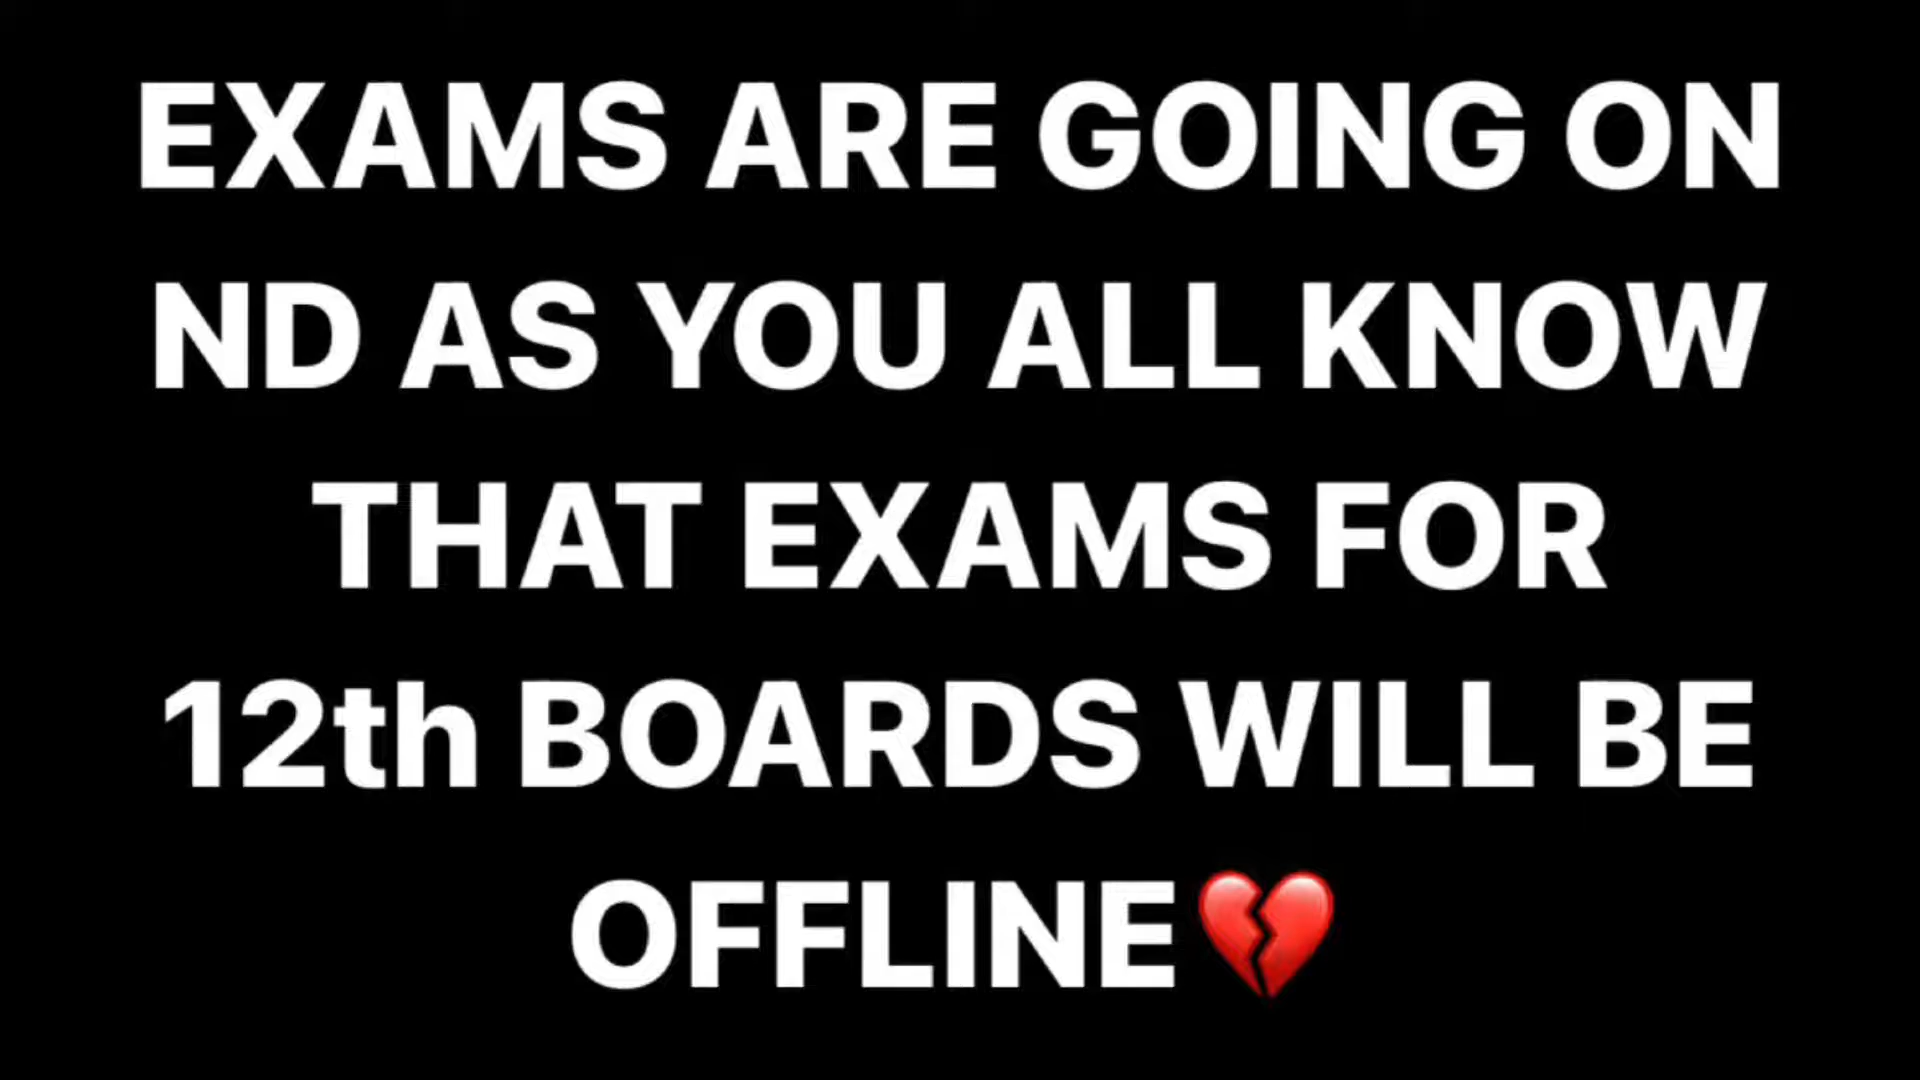 EXAMS ARE GOING ON
ND AS YOU ALL KNOW
THAT EXAMS FOR
12th BOARDS WILL BE
OFFLINE💔